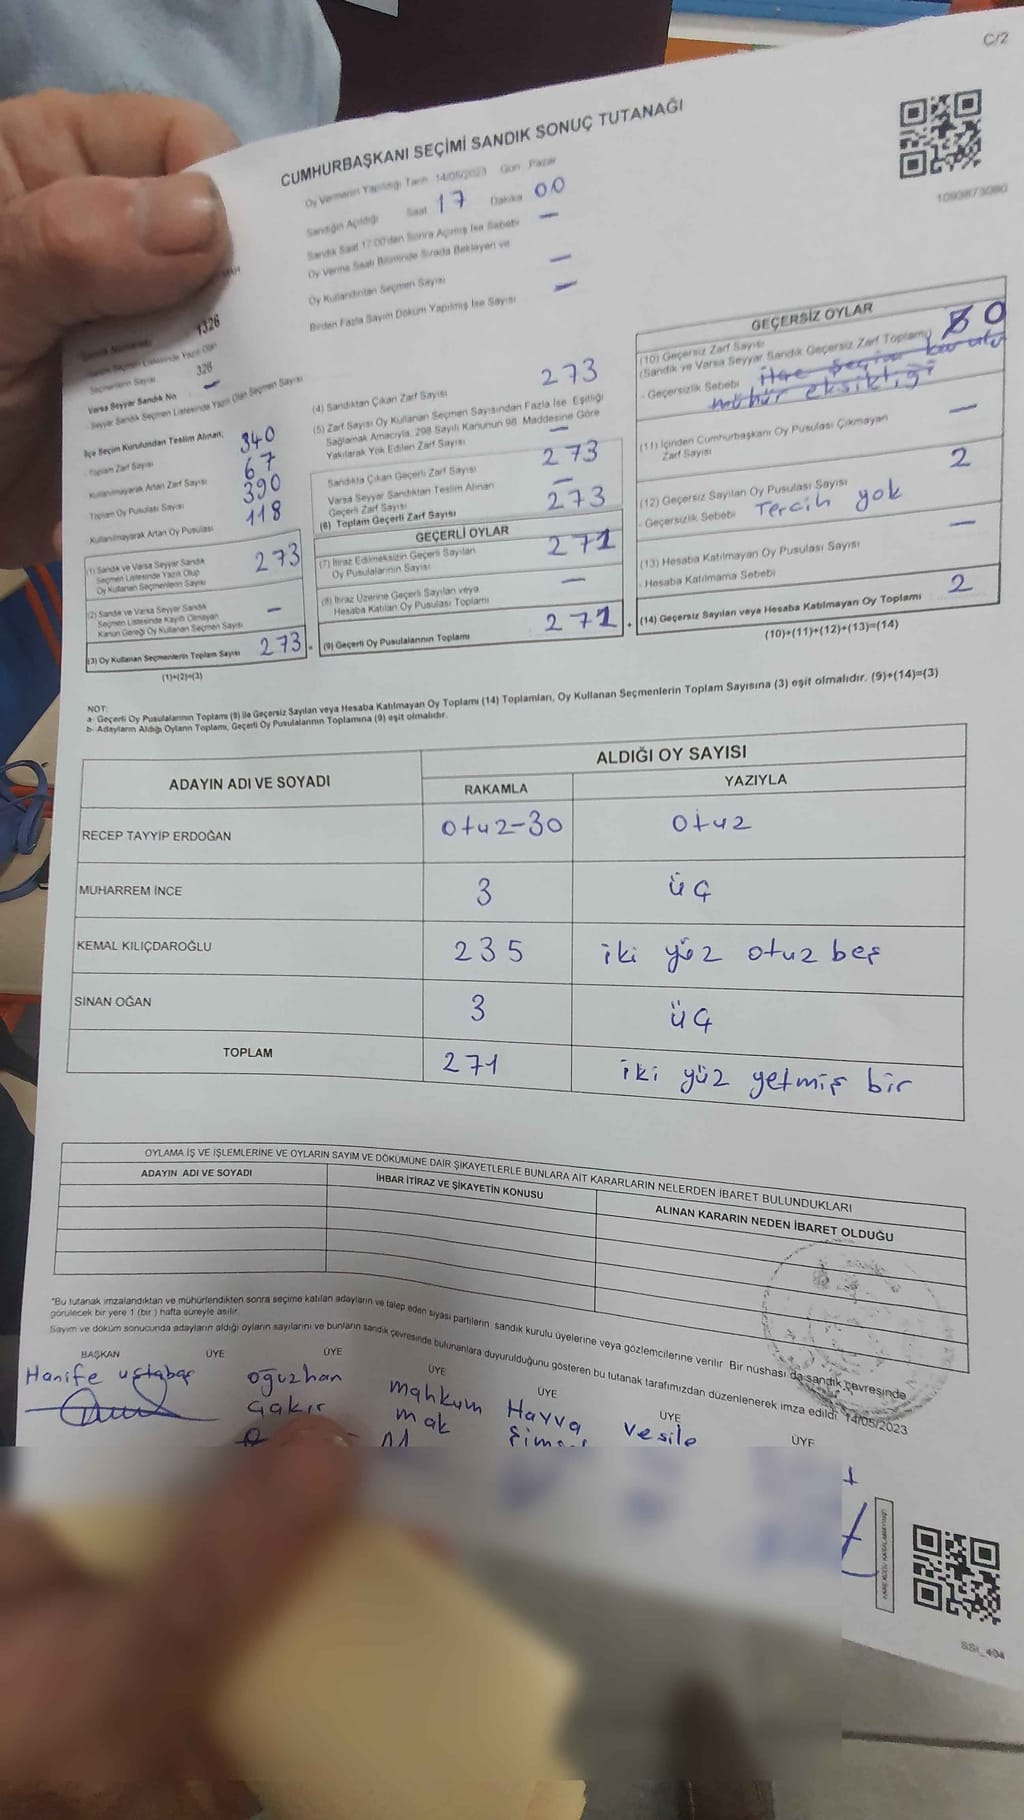 C/2
CUMHURBAŞKANI SEÇİMİ SANDIK SONUÇ TUTANAĞI
Oy Vermenin Yapıldığı Tarih 14/05/2023 Gün Pazar
Sandığın Açıldığı Saat 17 Dakika 00
1093873080
Sandık Saat 17:00'den Sonra Açılmış İse Sebebi –
Oy Verme Saati Bitiminde Sırada Bekleyen ve
Oy Kullandırılan Seçmen Sayısı –
Birden Fazla Sayım Döküm Yapılmış İse Sayısı –
1326
Seçmenlerin Sayısı 328
Varsa Seyyar Sandık No –
Seyyar Sandık Seçmen Listesinde Yazılı Olan Seçmen Sayısı
İlçe Seçim Kurulundan Teslim Alınan;
Toplam Zarf Sayısı 340
Kullanılmayarak Artan Zarf Sayısı 67
Toplam Oy Pusulası Sayısı 390
Kullanılmayarak Artan Oy Pusulası 118
(1) Sandık ve Varsa Seyyar Sandık
Seçmen Listesinde Yazılı Olup
Oy Kullanan Seçmenlerin Sayısı 273
(2) Sandık ve Varsa Seyyar Sandık
Seçmen Listesinde Kayıtlı Olmayan
Kanun Gereği Oy Kullanan Seçmen Sayısı –
(3) Oy Kullanan Seçmenlerin Toplam Sayısı 273
(1)+(2)=(3)
(4) Sandıktan Çıkan Zarf Sayısı 273
(5) Zarf Sayısı Oy Kullanan Seçmen Sayısından Fazla İse, Eşitliği
Sağlamak Amacıyla, 298 Sayılı Kanunun 98. Maddesine Göre
Yakılarak Yok Edilen Zarf Sayısı –
Sandıkta Çıkan Geçerli Zarf Sayısı 273
Varsa Seyyar Sandıktan Teslim Alınan
Geçerli Zarf Sayısı –
(6) Toplam Geçerli Zarf Sayısı 273
GEÇERLİ OYLAR
(7) İtiraz Edilmeksizin Geçerli Sayılan
Oy Pusulalarının Sayısı 271
(8) İtiraz Üzerine Geçerli Sayılan veya
Hesaba Katılan Oy Pusulası Toplamı –
(9) Geçerli Oy Pusulalarının Toplamı 271
GEÇERSİZ OYLAR
(10) Geçersiz Zarf Sayısı
(Sandık ve Varsa Seyyar Sandık Geçersiz Zarf Toplamı) 0
Geçersizlik Sebebi ilçe seçim kurulu
mühür eksikliği
(11) İçinden Cumhurbaşkanı Oy Pusulası Çıkmayan
Zarf Sayısı –
(12) Geçersiz Sayılan Oy Pusulası Sayısı 2
- Geçersizlik Sebebi Tercih yok
(13) Hesaba Katılmayan Oy Pusulası Sayısı –
- Hesaba Katılmama Sebebi
(14) Geçersiz Sayılan veya Hesaba Katılmayan Oy Toplamı 2
(10)+(11)+(12)+(13)=(14)
NOT:
a- Geçerli Oy Pusulalarının Toplamı (9) ile Geçersiz Sayılan veya Hesaba Katılmayan Oy Toplamı (14) Toplamları, Oy Kullanan Seçmenlerin Toplam Sayısına (3) eşit olmalıdır. (9)+(14)=(3)
b- Adayların Aldığı Oyların Toplamı, Geçerli Oy Pusulalarının Toplamına (9) eşit olmalıdır.
ADAYIN ADI VE SOYADI ALDIĞI OY SAYISI
RAKAMLA YAZIYLA
RECEP TAYYİP ERDOĞAN otuz-30 otuz
MUHARREM İNCE 3 üç
KEMAL KILIÇDAROĞLU 235 iki yüz otuz beş
SİNAN OĞAN 3 üç
TOPLAM 271 iki yüz yetmiş bir
OYLAMA İŞ VE İŞLEMLERİNE VE OYLARIN SAYIM VE DÖKÜMÜNE DAİR ŞİKAYETLERLE BUNLARA AİT KARARLARIN NELERDEN İBARET BULUNDUKLARI
ADAYIN ADI VE SOYADI İHBAR İTİRAZ VE ŞİKAYETİN KONUSU ALINAN KARARIN NEDEN İBARET OLDUĞU
*Bu tutanak imzalandıktan ve mühürlendikten sonra seçime katılan adayların ve talep eden siyasi partilerin sandık kurulu üyelerine veya gözlemcilerine verilir. Bir nüshası da sandık çevresinde
görülecek bir yere 1 (bir ) hafta süreyle asılır.
Sayım ve döküm sonucunda adayların aldığı oyların sayılarını ve bunların sandık çevresinde bulunanlara duyurulduğunu gösteren bu tutanak tarafımızdan düzenlenerek imza edildi. 14/05/2023
BAŞKAN ÜYE ÜYE ÜYE ÜYE ÜYE ÜYE
Hanife Oğuzhan Çakır Mahkum mak Havva Vesile
SSİ_404